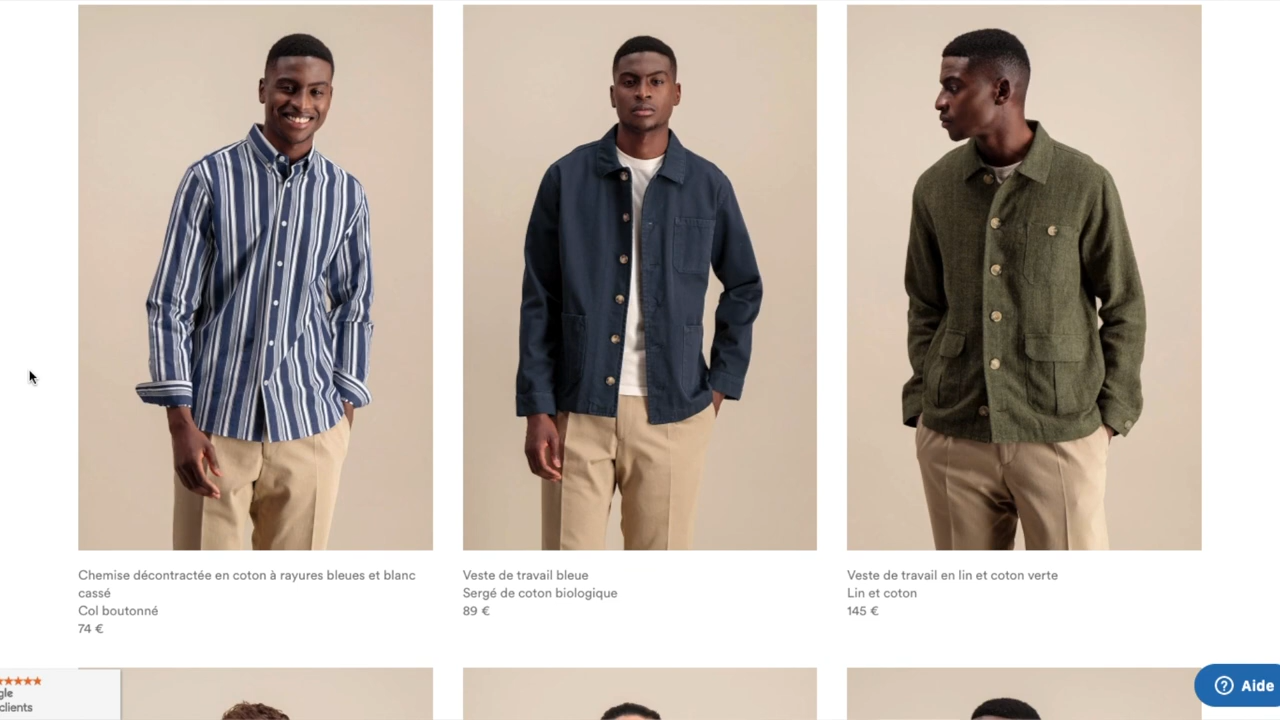 Chemise décontractée en coton à rayures bleues et blanc
cassé
Col boutonné
74 €
Veste de travail bleue
Sergé de coton biologique
89 €
Veste de travail en lin et coton verte
Lin et coton
145 €
gle
clients
Aide